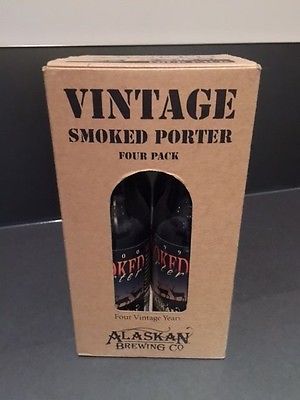 VINTAGE
SMOKED PORTER
FOUR PACK
Four Vintage Years
ALASKAN
BREWING CO